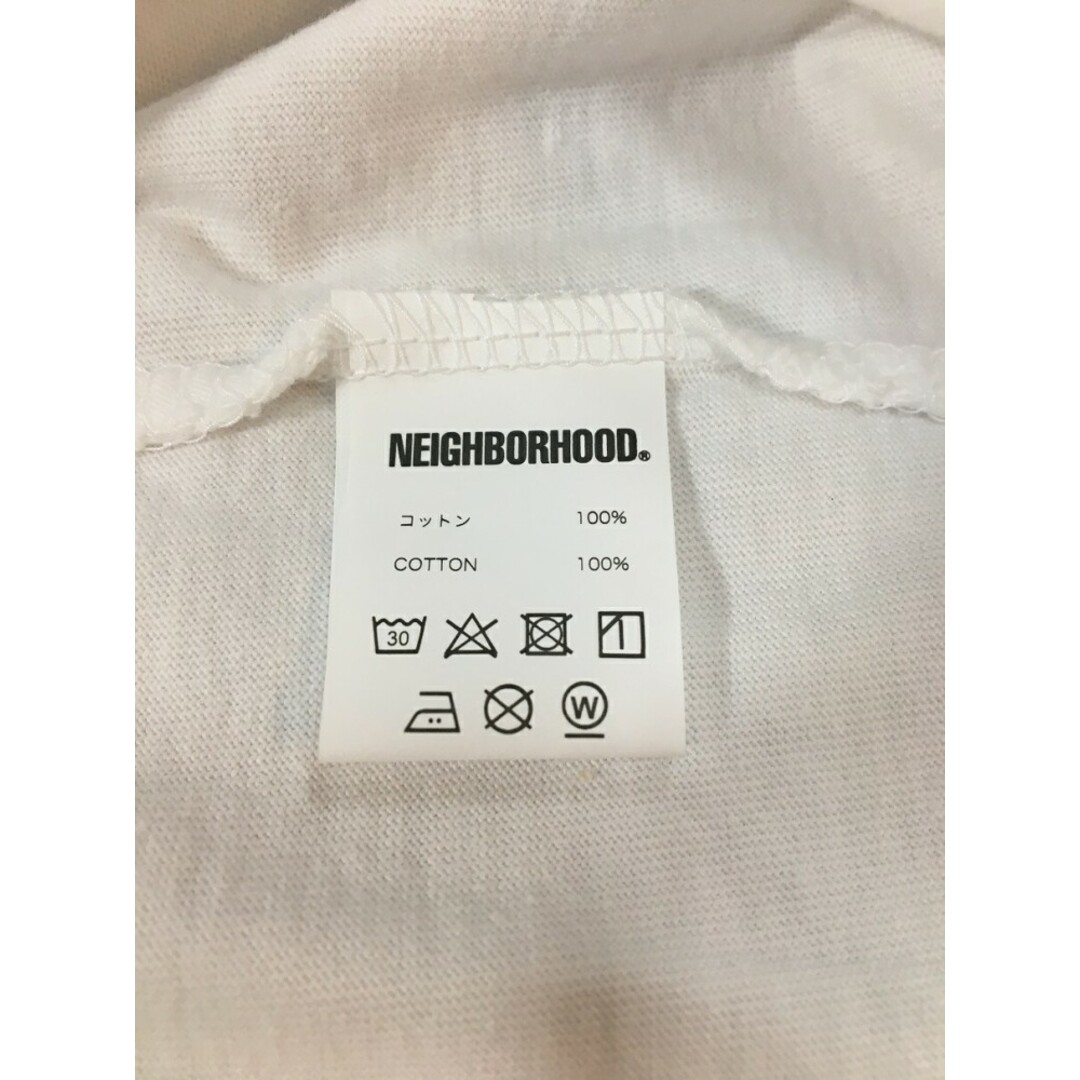 NEIGHBORHOOD®
コットン 100%
COTTON 100%
30
W